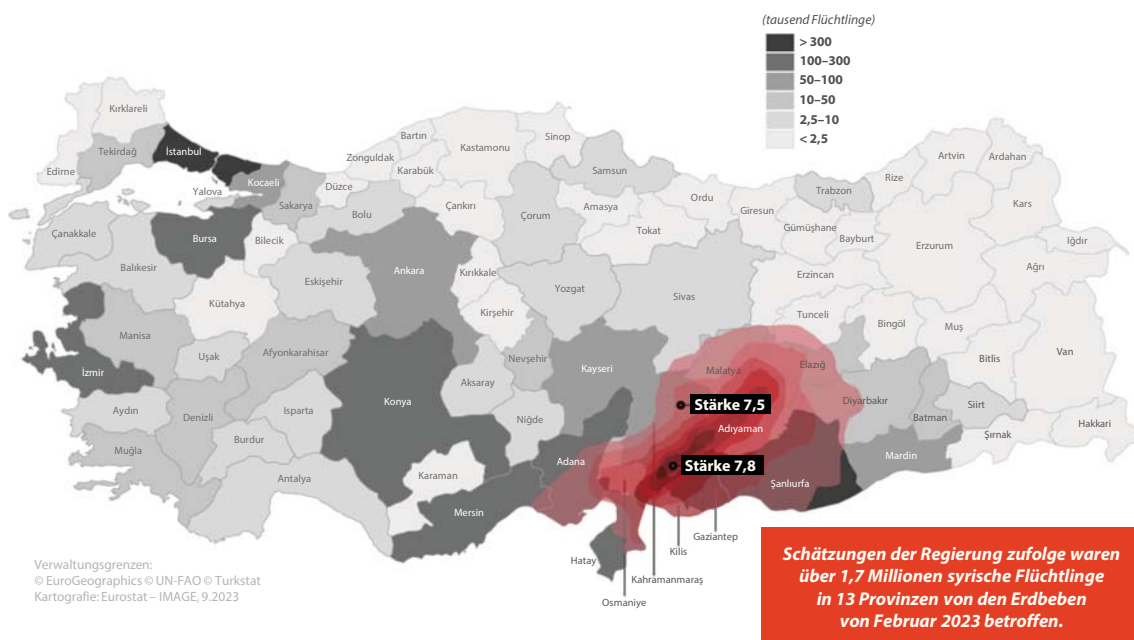 (tausend Flüchtlinge)
> 300
100–300
50–100
10–50
2,5–10
< 2,5
Kırklareli
Edirne
Tekirdağ
İstanbul
Yalova
Kocaeli
Sakarya
Düzce
Zonguldak
Bartın
Karabük
Kastamonu
Sinop
Çankırı
Bolu
Samsun
Amasya
Çorum
Tokat
Ordu
Giresun
Trabzon
Gümüşhane
Bayburt
Rize
Artvin
Ardahan
Kars
Iğdır
Erzurum
Ağrı
Çanakkale
Balıkesir
Bursa
Bilecik
Kütahya
Eskişehir
Ankara
Kırıkkale
Kirşehir
Yozgat
Sivas
Erzincan
Tunceli
Bingöl
Muş
Bitlis
Van
Manisa
İzmir
Uşak
Afyonkarahisar
Konya
Aksaray
Nevşehir
Kayseri
Malatya
Elazığ
Diyarbakır
Batman
Siirt
Hakkari
Şırnak
Mardin
Aydın
Denizli
Isparta
Burdur
Muğla
Antalya
Karaman
Niğde
Adana
Mersin
Stärke 7,5
Adıyaman
Stärke 7,8
Şanlıurfa
Gaziantep
Kilis
Hatay
Kahramanmaraş
Osmaniye
Verwaltungsgrenzen:
© EuroGeographics © UN-FAO © Turkstat
Kartografie: Eurostat – IMAGE, 9.2023
Schätzungen der Regierung zufolge waren
über 1,7 Millionen syrische Flüchtlinge
in 13 Provinzen von den Erdbeben
von Februar 2023 betroffen.